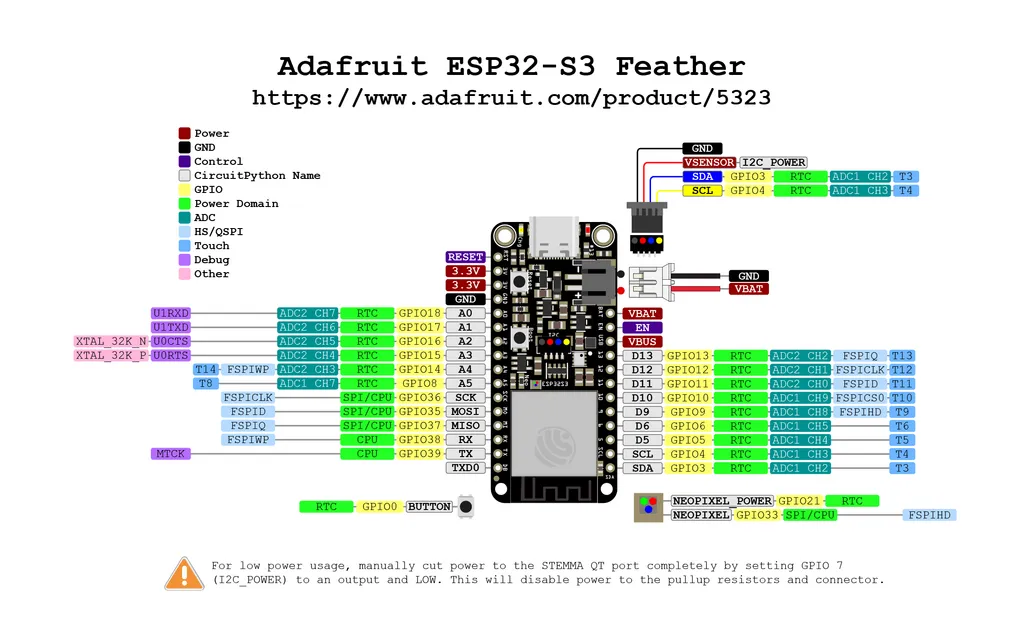 Adafruit ESP32-S3 Feather
https://www.adafruit.com/product/5323
Power
GND
Control
CircuitPython Name
GPIO
Power Domain
ADC
HS/QSPI
Touch
Debug
Other
GND
VSENSOR I2C_POWER
SDA GPIO3 RTC ADC1 CH2 T3
SCL GPIO4 RTC ADC1 CH3 T4
GND
VBAT
RESET
3.3V
3.3V
GND
U1RXD ADC2 CH7 RTC GPIO18 A0
U1TXD ADC2 CH6 RTC GPIO17 A1
XTAL_32K_N U0CTS ADC2 CH5 RTC GPIO16 A2
XTAL_32K_P U0RTS ADC2 CH4 RTC GPIO15 A3
T14 FSPIWP ADC2 CH3 RTC GPIO14 A4
T8 ADC1 CH7 RTC GPIO8 A5
FSPICLK SPI/CPU GPIO36 SCK
FSPID SPI/CPU GPIO35 MOSI
FSPIQ SPI/CPU GPIO37 MISO
FSPIWP CPU GPIO38 RX
MTCK CPU GPIO39 TX
TXD0
VBAT
EN
VBUS
D13 GPIO13 RTC ADC2 CH2 FSPIQ T13
D12 GPIO12 RTC ADC2 CH1 FSPICLK T12
D11 GPIO11 RTC ADC2 CH0 FSPID T11
D10 GPIO10 RTC ADC1 CH9 FSPICS0 T10
D9 GPIO9 RTC ADC1 CH8 FSPIHD T9
D6 GPIO6 RTC ADC1 CH5 T6
D5 GPIO5 RTC ADC1 CH4 T5
SCL GPIO4 RTC ADC1 CH3 T4
SDA GPIO3 RTC ADC1 CH2 T3
RTC GPIO0 BUTTON
NEOPIXEL_POWER GPIO21 RTC
NEOPIXEL GPIO33 SPI/CPU FSPIHD
For low power usage, manually cut power to the STEMMA QT port completely by setting GPIO 7
(I2C_POWER) to an output and LOW. This will disable power to the pullup resistors and connector.